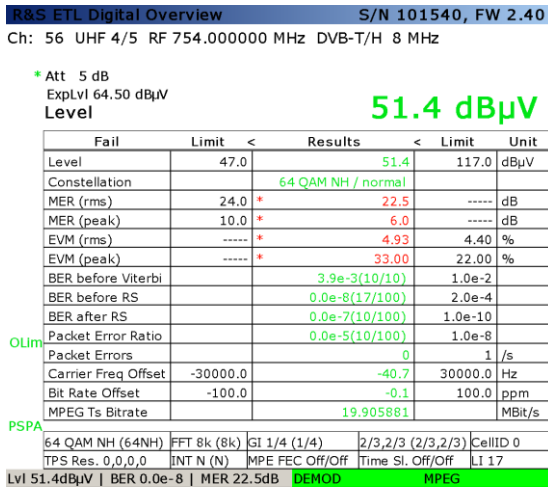 R&S ETL Digital Overview S/N 101540, FW 2.40
Ch: 56 UHF 4/5 RF 754.000000 MHz DVB-T/H 8 MHz
* Att 5 dB
ExpLvl 64.50 dBµV
Level 51.4 dBµV
Fail Limit < Results < Limit Unit
Level 47.0 51.4 117.0 dBµV
Constellation 64 QAM NH / normal
MER (rms) 24.0 * 22.5 ----- dB
MER (peak) 10.0 * 6.0 ----- dB
EVM (rms) ----- * 4.93 4.40 %
EVM (peak) ----- * 33.00 22.00 %
BER before Viterbi 3.9e-3(10/10) 1.0e-2
BER before RS 0.0e-8(17/100) 2.0e-4
BER after RS 0.0e-7(10/100) 1.0e-10
OLim Packet Error Ratio 0.0e-5(10/100) 1.0e-8
Packet Errors 0 1 /s
Carrier Freq Offset -30000.0 -40.7 30000.0 Hz
Bit Rate Offset -100.0 -0.1 100.0 ppm
MPEG Ts Bitrate 19.905881 MBit/s
PSPA
64 QAM NH (64NH) FFT 8k (8k) GI 1/4 (1/4) 2/3,2/3 (2/3,2/3) CellID 0
TPS Res. 0,0,0,0 INT N (N) MPE FEC Off/Off Time Sl. Off/Off LI 17
Lvl 51.4dBµV | BER 0.0e-8 | MER 22.5dB DEMOD MPEG